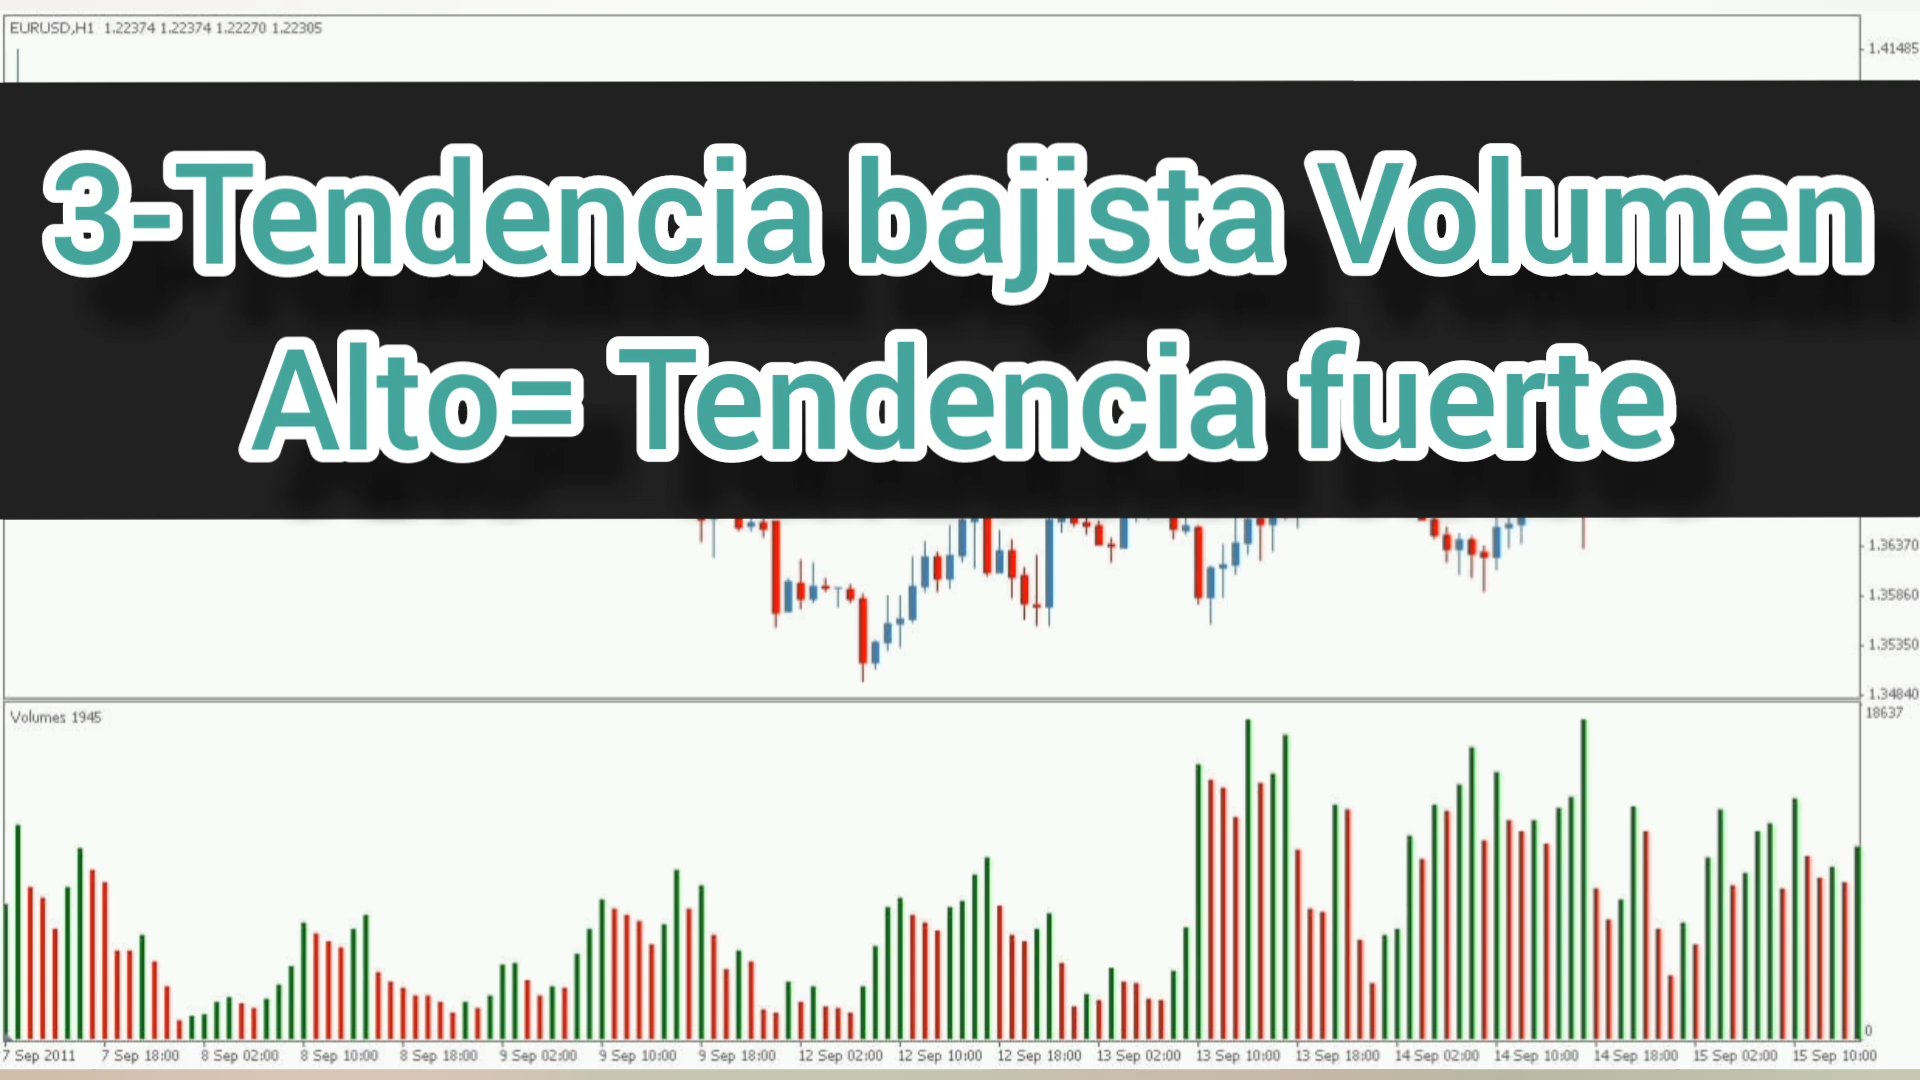 EURUSD,H1 1.22374 1.22374 1.22270 1.22305
1.41485
3-Tendencia bajista Volumen
Alto= Tendencia fuerte
1.36370
1.35860
1.35350
1.34840
Volumes 1945
18637
0
7 Sep 2011 7 Sep 18:00 8 Sep 02:00 8 Sep 10:00 8 Sep 18:00 9 Sep 02:00 9 Sep 10:00 9 Sep 18:00 12 Sep 02:00 12 Sep 10:00 12 Sep 18:00 13 Sep 02:00 13 Sep 10:00 13 Sep 18:00 14 Sep 02:00 14 Sep 10:00 14 Sep 18:00 15 Sep 02:00 15 Sep 10:00